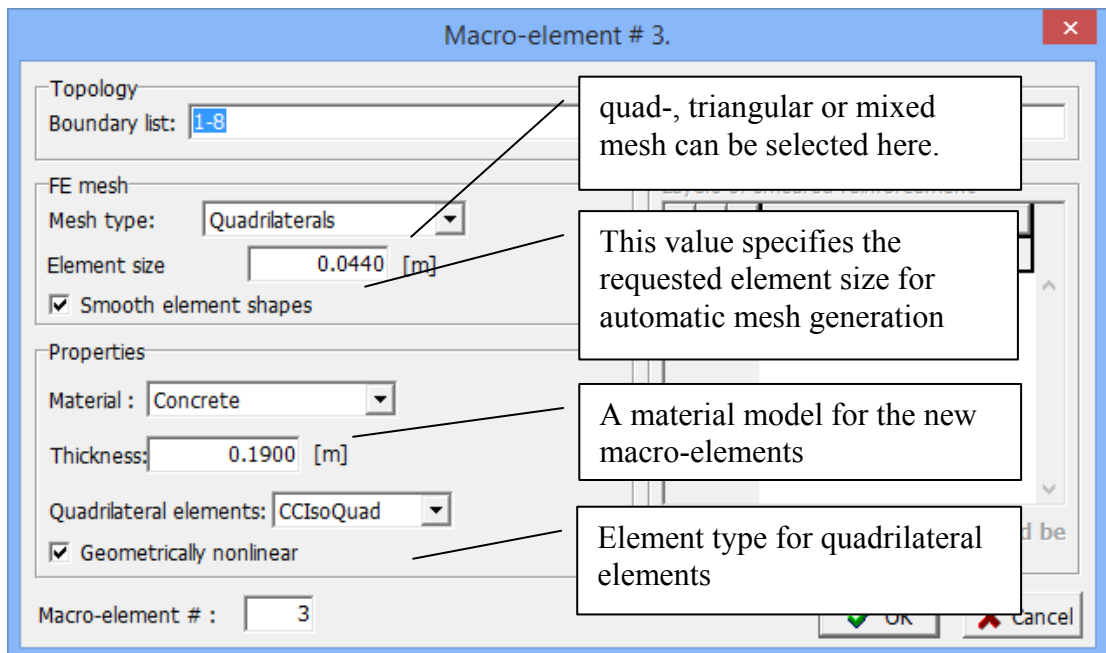 Macro-element # 3.
Topology
Boundary list: 1-8
quad-, triangular or mixed
mesh can be selected here.
FE mesh
Mesh type: Quadrilaterals
Element size 0.0440 [m]
Smooth element shapes
This value specifies the
requested element size for
automatic mesh generation
Properties
Material : Concrete
Thickness: 0.1900 [m]
Quadrilateral elements: CCIsoQuad
Geometrically nonlinear
A material model for the new
macro-elements
Element type for quadrilateral
elements
d be
Macro-element # : 3
OK
Cancel